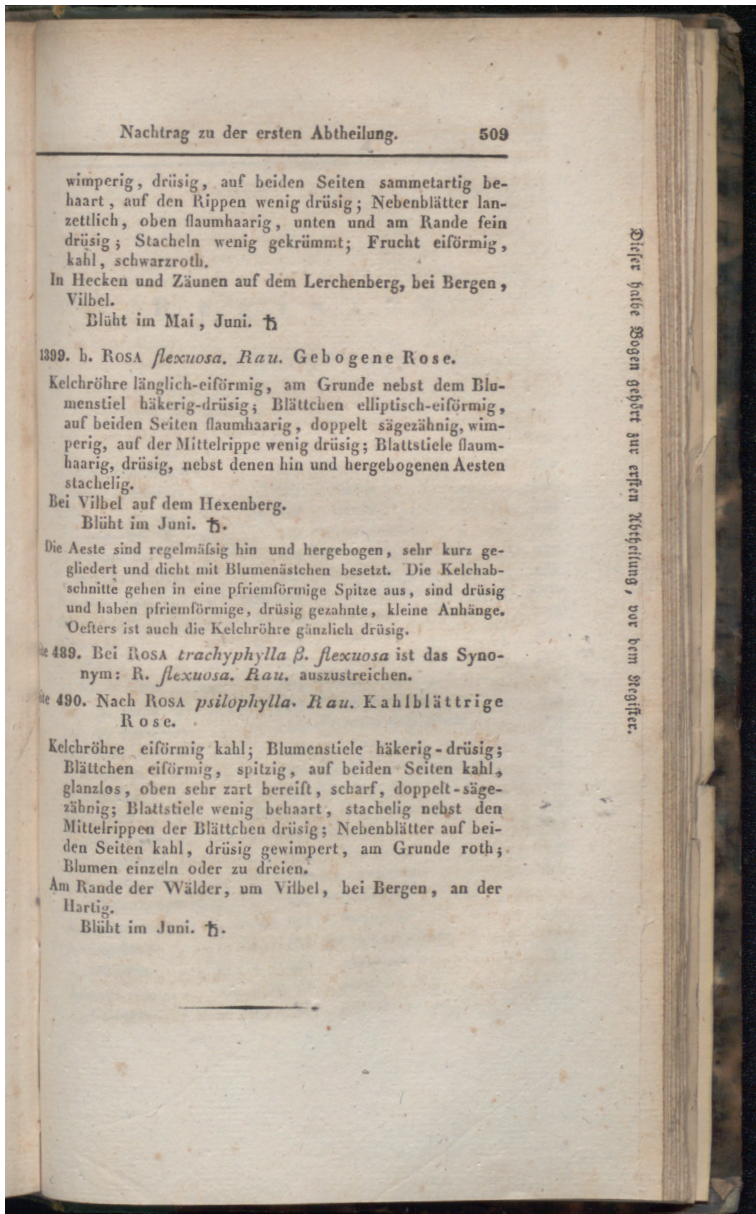 Nachtrag zu der ersten Abtheilung. 509
wimperig, drüsig, auf beiden Seiten sammetartig be-
haart, auf den Rippen wenig drüsig; Nebenblätter lan-
zettlich, oben flaumhaarig, unten und am Rande fein
drüsig; Stacheln wenig gekrümmt; Frucht eiförmig,
kahl, schwarzroth.
In Hecken und Zäunen auf dem Lerchenberg, bei Bergen,
Vilbel.
Blüht im Mai, Juni. ♄
1399. b. ROSA flexuosa. Rau. Gebogene Rose.
Kelchröhre länglich-eiförmig, am Grunde nebst dem Blu-
menstiel häkerig-drüsig; Blättchen elliptisch-eiförmig,
auf beiden Seiten flaumhaarig, doppelt sägezähnig, wim-
perig, auf der Mittelrippe wenig drüsig; Blattstiele flaum-
haarig, drüsig, nebst denen hin und hergebogenen Aesten
stachelig.
Bei Vilbel auf dem Hexenberg.
Blüht im Juni. ♄.
Die Aeste sind regelmäſsig hin und hergebogen, sehr kurz ge-
gliedert und dicht mit Blumenästchen besetzt. Die Kelchab-
schnitte gehen in eine pfriemförmige Spitze aus, sind drüsig
und haben pfriemförmige, drüsig gezahnte, kleine Anhänge.
Oefters ist auch die Kelchröhre gänzlich drüsig.
ite 489. Bei ROSA trachyphylla β. flexuosa ist das Syno-
nym: R. flexuosa. Rau. auszustreichen.
ite 490. Nach ROSA psilophylla. Rau. Kahlblättrige
Rose.
Kelchröhre eiförmig kahl; Blumenstiele häkerig-drüsig;
Blättchen eiförmig, spitzig, auf beiden Seiten kahl,
glanzlos, oben sehr zart bereift, scharf, doppelt-säge-
zähnig; Blattstiele wenig behaart, stachelig nebst den
Mittelrippen der Blättchen drüsig; Nebenblätter auf bei-
den Seiten kahl, drüsig gewimpert, am Grunde roth;
Blumen einzeln oder zu dreien.
Am Rande der Wälder, um Vilbel, bei Bergen, an der
Hartig.
Blüht im Juni. ♄.
Dieser halbe Bogen gehört zur ersten Abtheilung, vor dem Register.